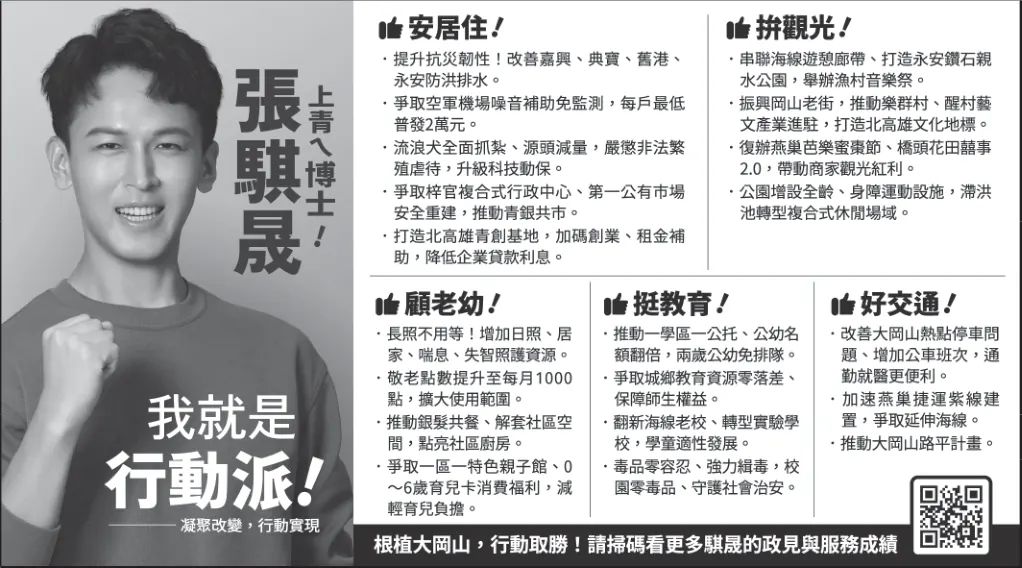 上青ㄟ博士！
張騏晟
我就是
行動派！
凝聚改變，行動實現
安居住！
．提升抗災韌性！改善嘉興、典寶、舊港、
永安防洪排水。
．爭取空軍機場噪音補助免監測，每戶最低
普發2萬元。
．流浪犬全面抓紮、源頭減量，嚴懲非法繁
殖虐待，升級科技動保。
．爭取梓官複合式行政中心、第一公有市場
安全重建，推動青銀共市。
．打造北高雄青創基地，加碼創業、租金補
助，降低企業貸款利息。
拚觀光！
．串聯海線遊憩廊帶、打造永安鑽石親
水公園，舉辦漁村音樂祭。
．振興岡山老街，推動樂群村、醒村藝
文產業進駐，打造北高雄文化地標。
．復辦燕巢芭樂蜜棗節、橋頭花田囍事
2.0，帶動商家觀光紅利。
．公園增設全齡、身障運動設施，滯洪
池轉型複合式休閒場域。
顧老幼！
．長照不用等！增加日照、居
家、喘息、失智照護資源。
．敬老點數提升至每月1000
點，擴大使用範圍。
．推動銀髮共餐、解套社區空
間，點亮社區廚房。
．爭取一區一特色親子館、0
～6歲育兒卡消費福利，減
輕育兒負擔。
挺教育！
．推動一學區一公托、公幼名
額翻倍，兩歲公幼免排隊。
．爭取城鄉教育資源零落差、
保障師生權益。
．翻新海線老校、轉型實驗學
校，學童適性發展。
．毒品零容忍、強力緝毒，校
園零毒品、守護社會治安。
好交通！
．改善大岡山熱點停車問
題、增加公車班次，通
勤就醫更便利。
．加速燕巢捷運紫線建
置，爭取延伸海線。
．推動大岡山路平計畫。
根植大岡山，行動取勝！請掃碼看更多騏晟的政見與服務成績